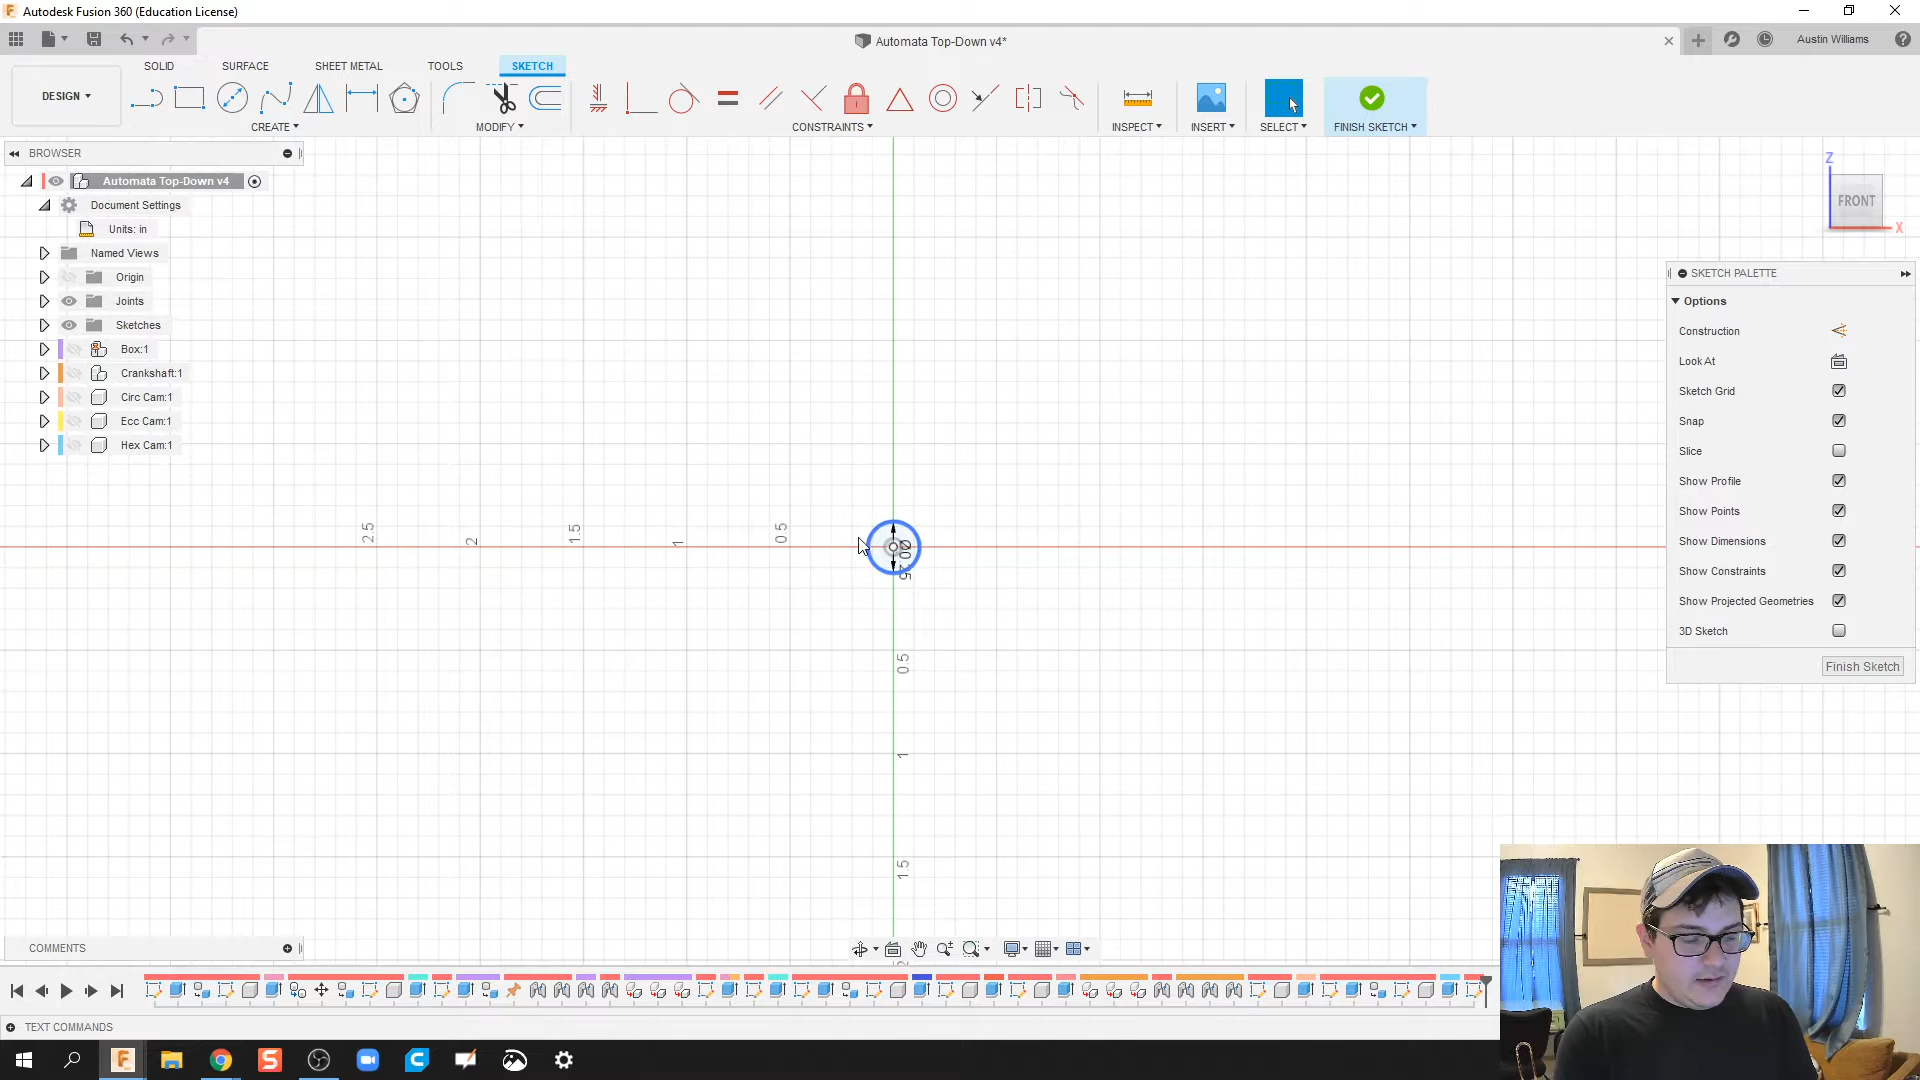 Autodesk Fusion 360 (Education License)
Automata Top-Down v4*
Austin Williams
SOLID SURFACE SHEET METAL TOOLS SKETCH
DESIGN
CREATE MODIFY CONSTRAINTS INSPECT INSERT SELECT FINISH SKETCH
BROWSER
Automata Top-Down v4
Document Settings
Units: in
Named Views
Origin
Joints
Sketches
Box:1
Crankshaft:1
Circ Cam:1
Ecc Cam:1
Hex Cam:1
Z
FRONT
X
SKETCH PALETTE
Options
Construction
Look At
Sketch Grid
Snap
Slice
Show Profile
Show Points
Show Dimensions
Show Constraints
Show Projected Geometries
3D Sketch
Finish Sketch
2.5 2 1.5 1 0.5
Ø0.25
0.5
1
1.5
COMMENTS
TEXT COMMANDS